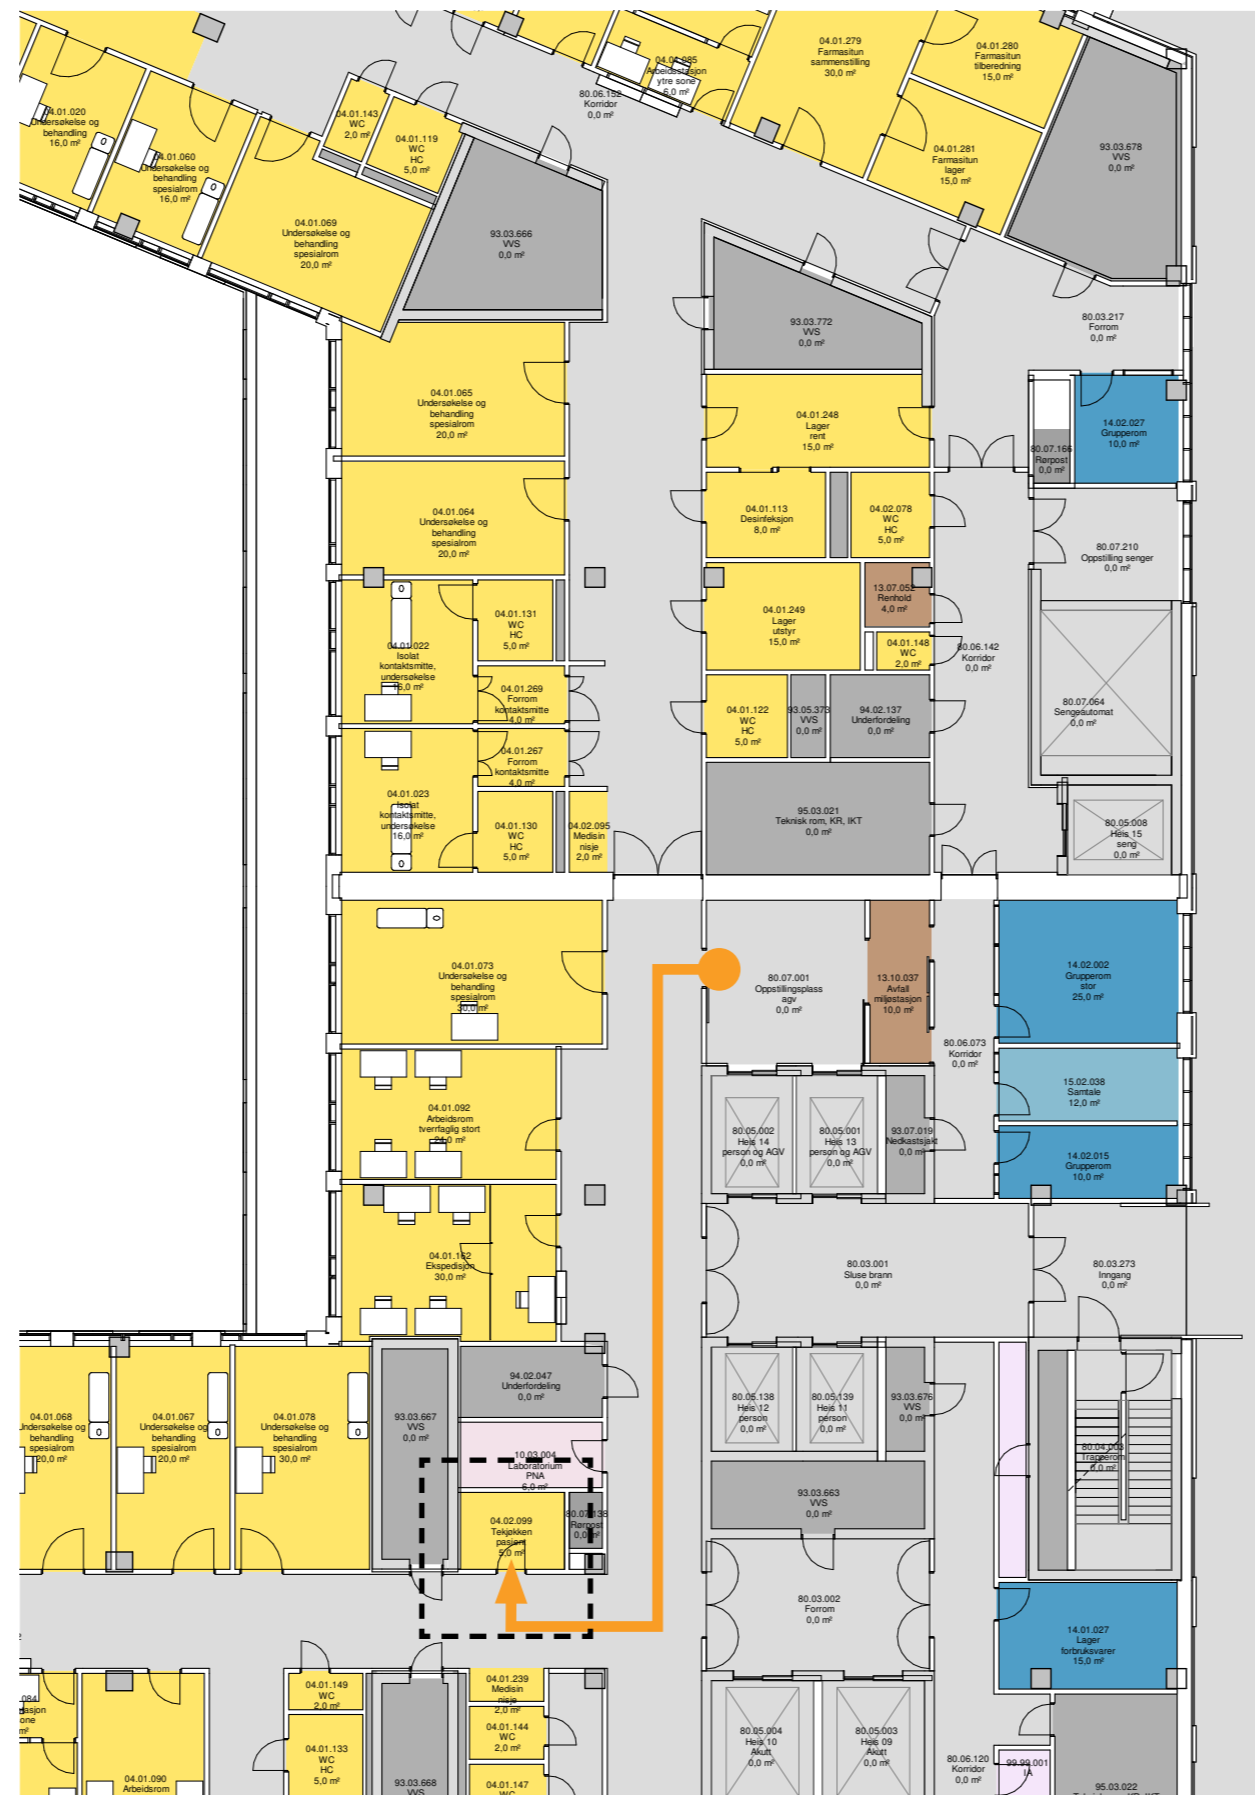 04.01.279
Farmasitun
sammenstilling
30,0 m²
04.01.280
Farmasitun
tilberedning
15,0 m²
04.01.085
Arbeidsstasjon
ytre sone
6,0 m²
80.06.152
Korridor
0,0 m²
04.01.020
Undersøkelse og
behandling
16,0 m²
04.01.143
WC
2,0 m²
04.01.119
WC
HC
5,0 m²
04.01.060
Undersøkelse og
behandling
spesialrom
16,0 m²
04.01.281
Farmasitun
lager
15,0 m²
93.03.678
VVS
0,0 m²
04.01.069
Undersøkelse og
behandling
spesialrom
20,0 m²
93.03.666
VVS
0,0 m²
93.03.772
VVS
0,0 m²
80.03.217
Forrom
0,0 m²
04.01.065
Undersøkelse og
behandling
spesialrom
20,0 m²
04.01.248
Lager
rent
15,0 m²
14.02.027
Grupperom
10,0 m²
80.07.166
Rørpost
0,0 m²
04.01.064
Undersøkelse og
behandling
spesialrom
20,0 m²
04.01.113
Desinfeksjon
8,0 m²
04.02.078
WC
HC
5,0 m²
80.07.210
Oppstilling senger
0,0 m²
04.01.131
WC
HC
5,0 m²
04.01.249
Lager
utstyr
15,0 m²
13.07.052
Renhold
4,0 m²
04.01.022
Isolat
kontaktsmitte,
undersøkelse
16,0 m²
04.01.148
WC
2,0 m²
80.06.142
Korridor
0,0 m²
04.01.269
Forrom
kontaktsmitte
4,0 m²
04.01.122
WC
HC
5,0 m²
93.05.373
VVS
0,0 m²
94.02.137
Underfordeling
0,0 m²
80.07.064
Sengeautomat
0,0 m²
04.01.267
Forrom
kontaktsmitte
4,0 m²
04.01.023
Isolat
kontaktsmitte,
undersøkelse
16,0 m²
04.01.130
WC
HC
5,0 m²
04.02.095
Medisin
nisje
2,0 m²
95.03.021
Teknisk rom, KR, IKT
0,0 m²
80.05.008
Heis 15
seng
0,0 m²
04.01.073
Undersøkelse og
behandling
spesialrom
30,0 m²
80.07.001
Oppstillingsplass
agv
0,0 m²
13.10.037
Avfall
miljøstasjon
10,0 m²
14.02.002
Grupperom
stor
25,0 m²
80.06.073
Korridor
0,0 m²
04.01.092
Arbeidsrom
tverrfaglig stort
24,0 m²
80.05.002
Heis 14
person og AGV
0,0 m²
80.05.001
Heis 13
person og AGV
0,0 m²
93.07.019
Nedkastsjakt
0,0 m²
15.02.038
Samtale
12,0 m²
14.02.015
Grupperom
10,0 m²
04.01.162
Ekspedisjon
30,0 m²
80.03.001
Sluse brann
0,0 m²
80.03.273
Inngang
0,0 m²
94.02.047
Underfordeling
0,0 m²
80.05.138
Heis 12
person
0,0 m²
80.05.139
Heis 11
person
0,0 m²
93.03.676
VVS
0,0 m²
04.01.068
Undersøkelse og
behandling
spesialrom
20,0 m²
04.01.067
Undersøkelse og
behandling
spesialrom
20,0 m²
04.01.078
Undersøkelse og
behandling
spesialrom
30,0 m²
93.03.667
VVS
0,0 m²
10.03.004
Laboratorium
PNA
6,0 m²
80.04.003
Trapperom
0,0 m²
93.03.663
VVS
0,0 m²
04.02.099
Tekjøkken
pasient
5,0 m²
80.07.138
Rørpost
0,0 m²
80.03.002
Forrom
0,0 m²
14.01.027
Lager
forbruksvarer
15,0 m²
04.01.149
WC
2,0 m²
04.01.239
Medisin
nisje
2,0 m²
04.01.144
WC
2,0 m²
04.01.133
WC
HC
5,0 m²
80.05.004
Heis 10
Akutt
0,0 m²
80.05.003
Heis 09
Akutt
0,0 m²
80.06.120
Korridor
0,0 m²
99.99.001
IA
04.01.090
Arbeidsrom
93.03.668
VVS
04.01.147
WC
95.03.022